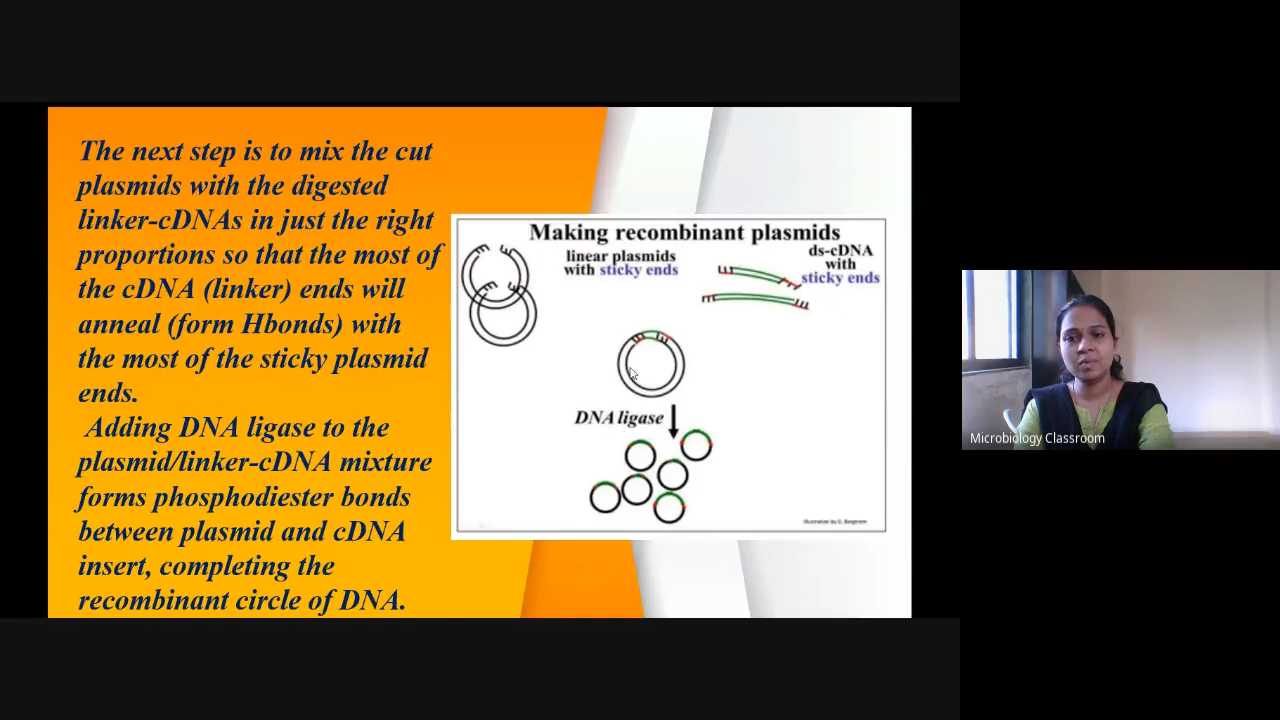 The next step is to mix the cut
plasmids with the digested
linker-cDNAs in just the right
proportions so that the most of
the cDNA (linker) ends will
anneal (form Hbonds) with
the most of the sticky plasmid
ends.
Adding DNA ligase to the
plasmid/linker-cDNA mixture
forms phosphodiester bonds
between plasmid and cDNA
insert, completing the
recombinant circle of DNA.
Making recombinant plasmids
linear plasmids
with sticky ends
ds-cDNA
with
sticky ends
DNA ligase
illustration by G. Bergstrom
Microbiology Classroom